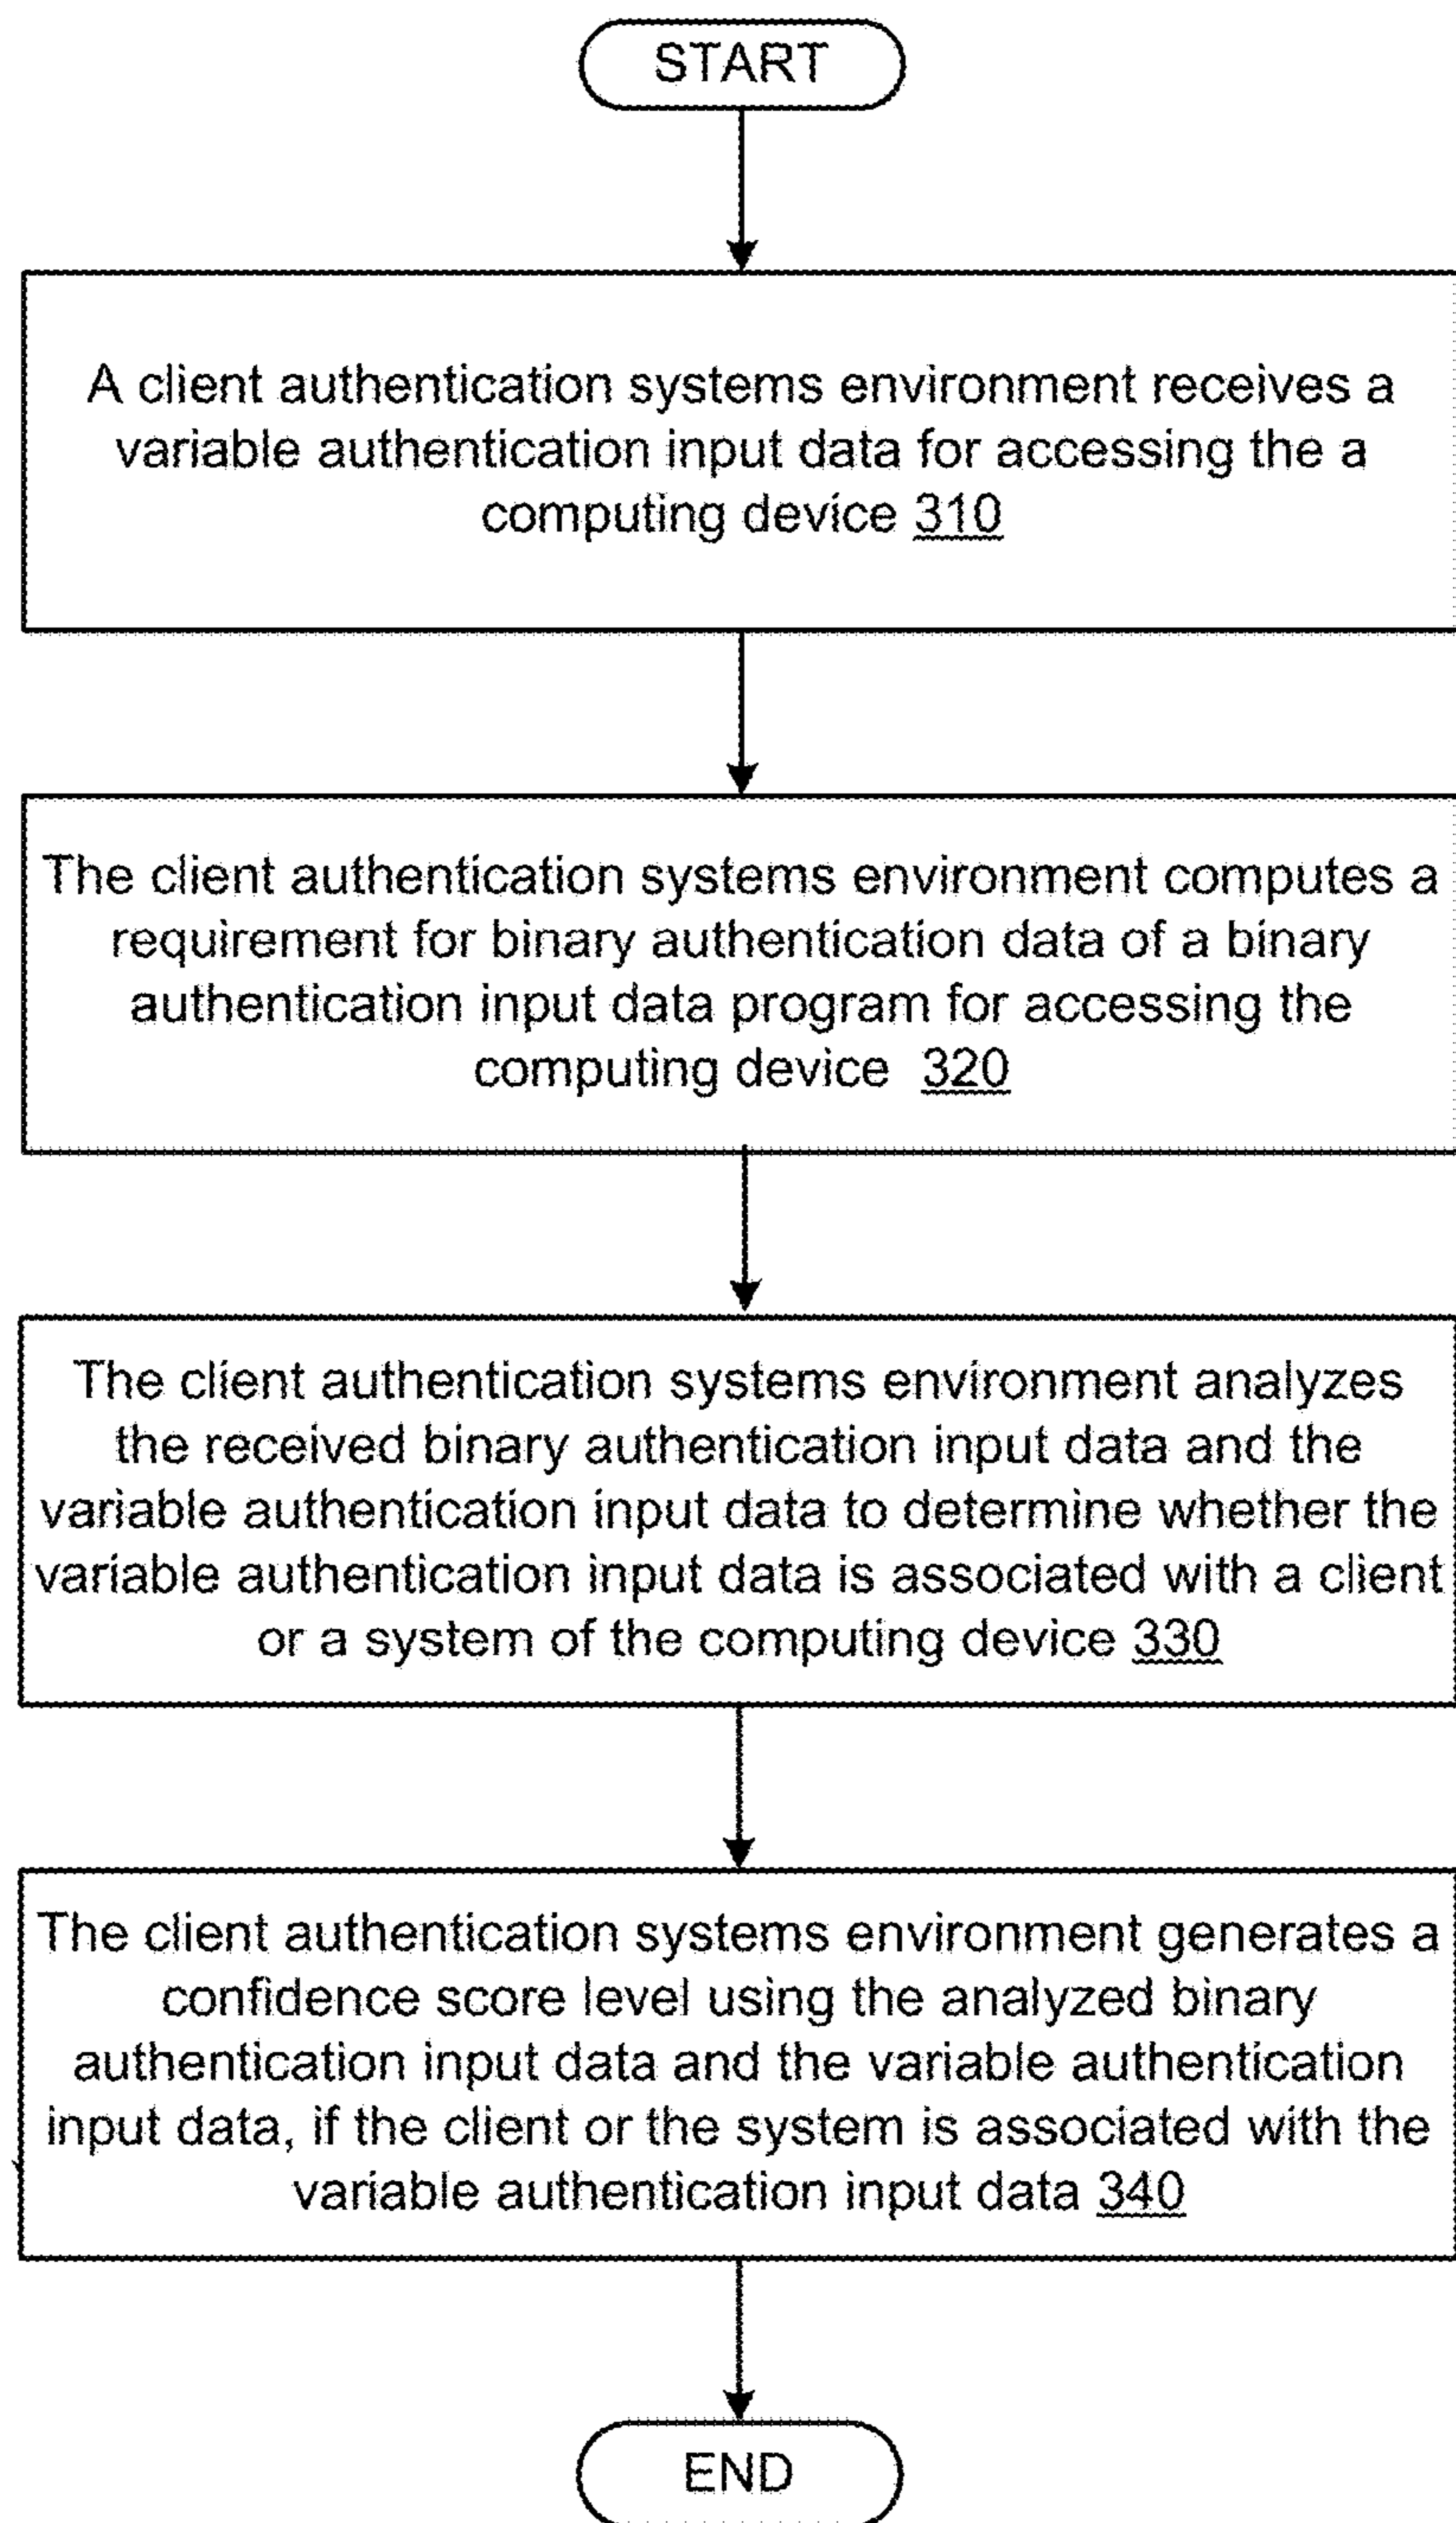 START
A client authentication systems environment receives a
variable authentication input data for accessing the a
computing device 310
The client authentication systems environment computes a
requirement for binary authentication data of a binary
authentication input data program for accessing the
computing device 320
The client authentication systems environment analyzes
the received binary authentication input data and the
variable authentication input data to determine whether the
variable authentication input data is associated with a client
or a system of the computing device 330
The client authentication systems environment generates a
confidence score level using the analyzed binary
authentication input data and the variable authentication
input data, if the client or the system is associated with the
variable authentication input data 340
END